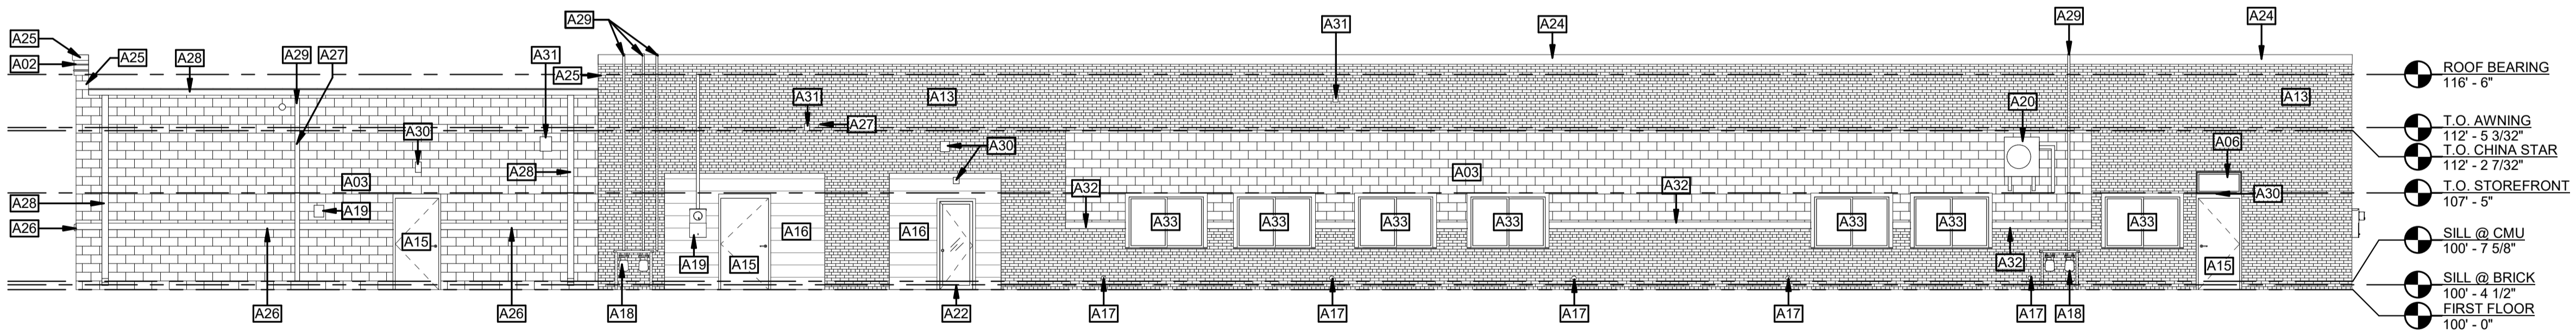 A29
A31
A24
A29
A24
A25
A25
A02
A28
A29
A27
A31
A25
ROOF BEARING
116' - 6"
A31
A13
A13
A20
A27
T.O. AWNING
112' - 5 3/32"
A30
A30
A06
T.O. CHINA STAR
112' - 2 7/32"
A28
A03
A03
A32
A32
A30
T.O. STOREFRONT
107' - 5"
A28
A19
A26
A33
A33
A33
A33
A33
A33
A33
A15
A16
A16
SILL @ CMU
100' - 7 5/8"
A19
A15
A32
A15
SILL @ BRICK
100' - 4 1/2"
A26
A26
A18
A22
A17
A17
A17
A17
A17
A18
FIRST FLOOR
100' - 0"